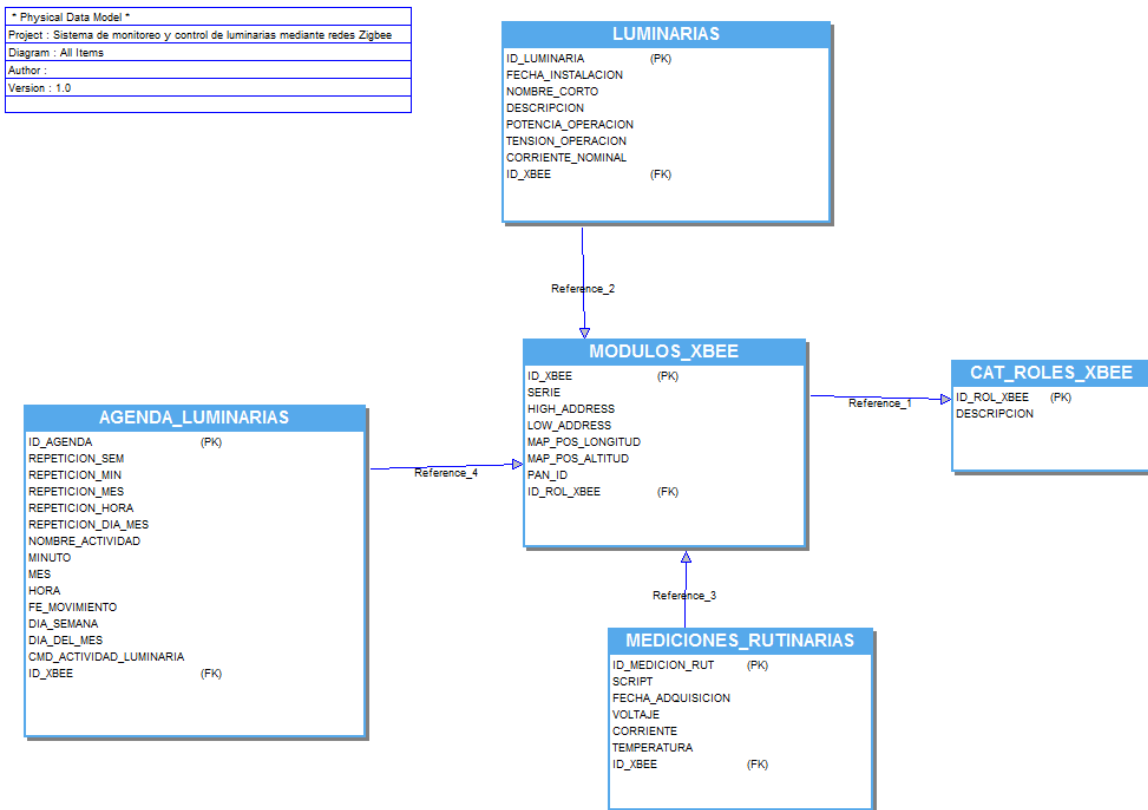 * Physical Data Model *
Project : Sistema de monitoreo y control de luminarias mediante redes Zigbee
Diagram : All Items
Author :
Version : 1.0
LUMINARIAS
ID_LUMINARIA (PK)
FECHA_INSTALACION
NOMBRE_CORTO
DESCRIPCION
POTENCIA_OPERACION
TENSION_OPERACION
CORRIENTE_NOMINAL
ID_XBEE (FK)
Reference_2
MODULOS_XBEE
ID_XBEE (PK)
SERIE
HIGH_ADDRESS
LOW_ADDRESS
MAP_POS_LONGITUD
MAP_POS_ALTITUD
PAN_ID
ID_ROL_XBEE (FK)
Reference_1
CAT_ROLES_XBEE
ID_ROL_XBEE (PK)
DESCRIPCION
AGENDA_LUMINARIAS
ID_AGENDA (PK)
REPETICION_SEM
REPETICION_MIN
REPETICION_MES
REPETICION_HORA
REPETICION_DIA_MES
NOMBRE_ACTIVIDAD
MINUTO
MES
HORA
FE_MOVIMIENTO
DIA_SEMANA
DIA_DEL_MES
CMD_ACTIVIDAD_LUMINARIA
ID_XBEE (FK)
Reference_4
Reference_3
MEDICIONES_RUTINARIAS
ID_MEDICION_RUT (PK)
SCRIPT
FECHA_ADQUISICION
VOLTAJE
CORRIENTE
TEMPERATURA
ID_XBEE (FK)